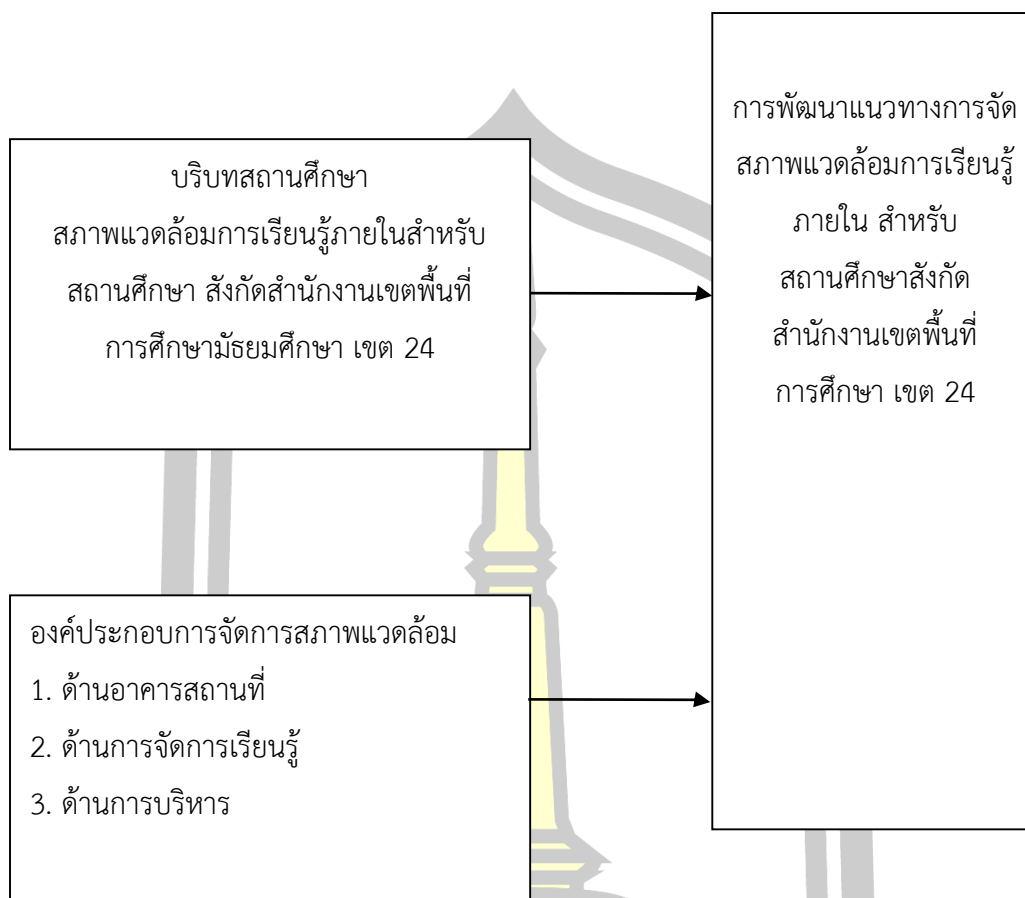 บริบทสถานศึกษา
สภาพแวดล้อมการเรียนรู้ภายในสำหรับ
สถานศึกษา สังกัดสำนักงานเขตพื้นที่
การศึกษามัธยมศึกษา เขต 24
องค์ประกอบการจัดการสภาพแวดล้อม
1. ด้านอาคารสถานที่
2. ด้านการจัดการเรียนรู้
3. ด้านการบริหาร
การพัฒนาแนวทางการจัด
สภาพแวดล้อมการเรียนรู้
ภายใน สำหรับ
สถานศึกษาสังกัด
สำนักงานเขตพื้นที่
การศึกษา เขต 24